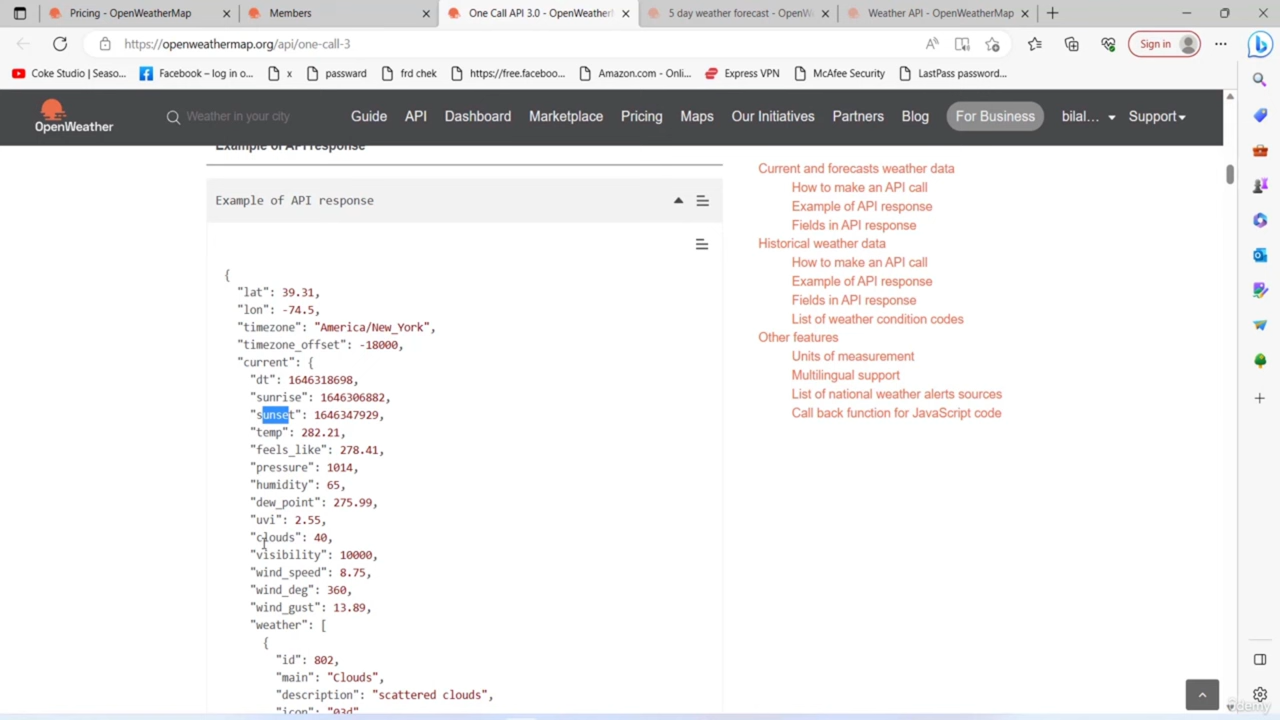 Pricing - OpenWeatherMap
Members
One Call API 3.0 - OpenWeather
5 day weather forecast - OpenW
Weather API - OpenWeatherMap
https://openweathermap.org/api/one-call-3
Sign in
Coke Studio | Seaso...
Facebook – log in o...
x
passward
frd chek
https://free.faceboo...
Amazon.com - Onli...
Express VPN
McAfee Security
LastPass password...
OpenWeather
Weather in your city
Guide
API
Dashboard
Marketplace
Pricing
Maps
Our Initiatives
Partners
Blog
For Business
bilal...
Support
Example of API response
Example of API response
{
"lat": 39.31,
"lon": -74.5,
"timezone": "America/New_York",
"timezone_offset": -18000,
"current": {
"dt": 1646318698,
"sunrise": 1646306882,
"sunset": 1646347929,
"temp": 282.21,
"feels_like": 278.41,
"pressure": 1014,
"humidity": 65,
"dew_point": 275.99,
"uvi": 2.55,
"clouds": 40,
"visibility": 10000,
"wind_speed": 8.75,
"wind_deg": 360,
"wind_gust": 13.89,
"weather": [
{
"id": 802,
"main": "Clouds",
"description": "scattered clouds",
"icon": "03d"
Current and forecasts weather data
How to make an API call
Example of API response
Fields in API response
Historical weather data
How to make an API call
Example of API response
Fields in API response
List of weather condition codes
Other features
Units of measurement
Multilingual support
List of national weather alerts sources
Call back function for JavaScript code
ûdemy